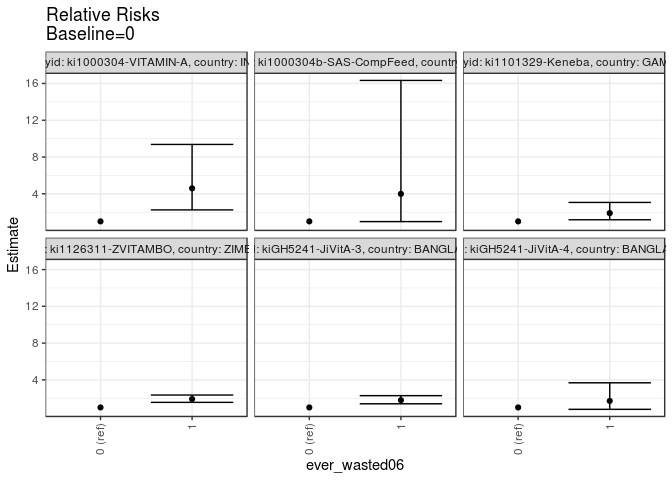 Relative Risks
Baseline=0
yid: ki1000304-VITAMIN-A, country: IN
: ki1000304b-SAS-CompFeed, country
yid: ki1101329-Keneba, country: GAM
16
12
8
4
Estimate
: ki1126311-ZVITAMBO, country: ZIMB
: kiGH5241-JiVitA-3, country: BANGLA
: kiGH5241-JiVitA-4, country: BANGLA
16
12
8
4
0 (ref)
1
0 (ref)
1
0 (ref)
1
ever_wasted06